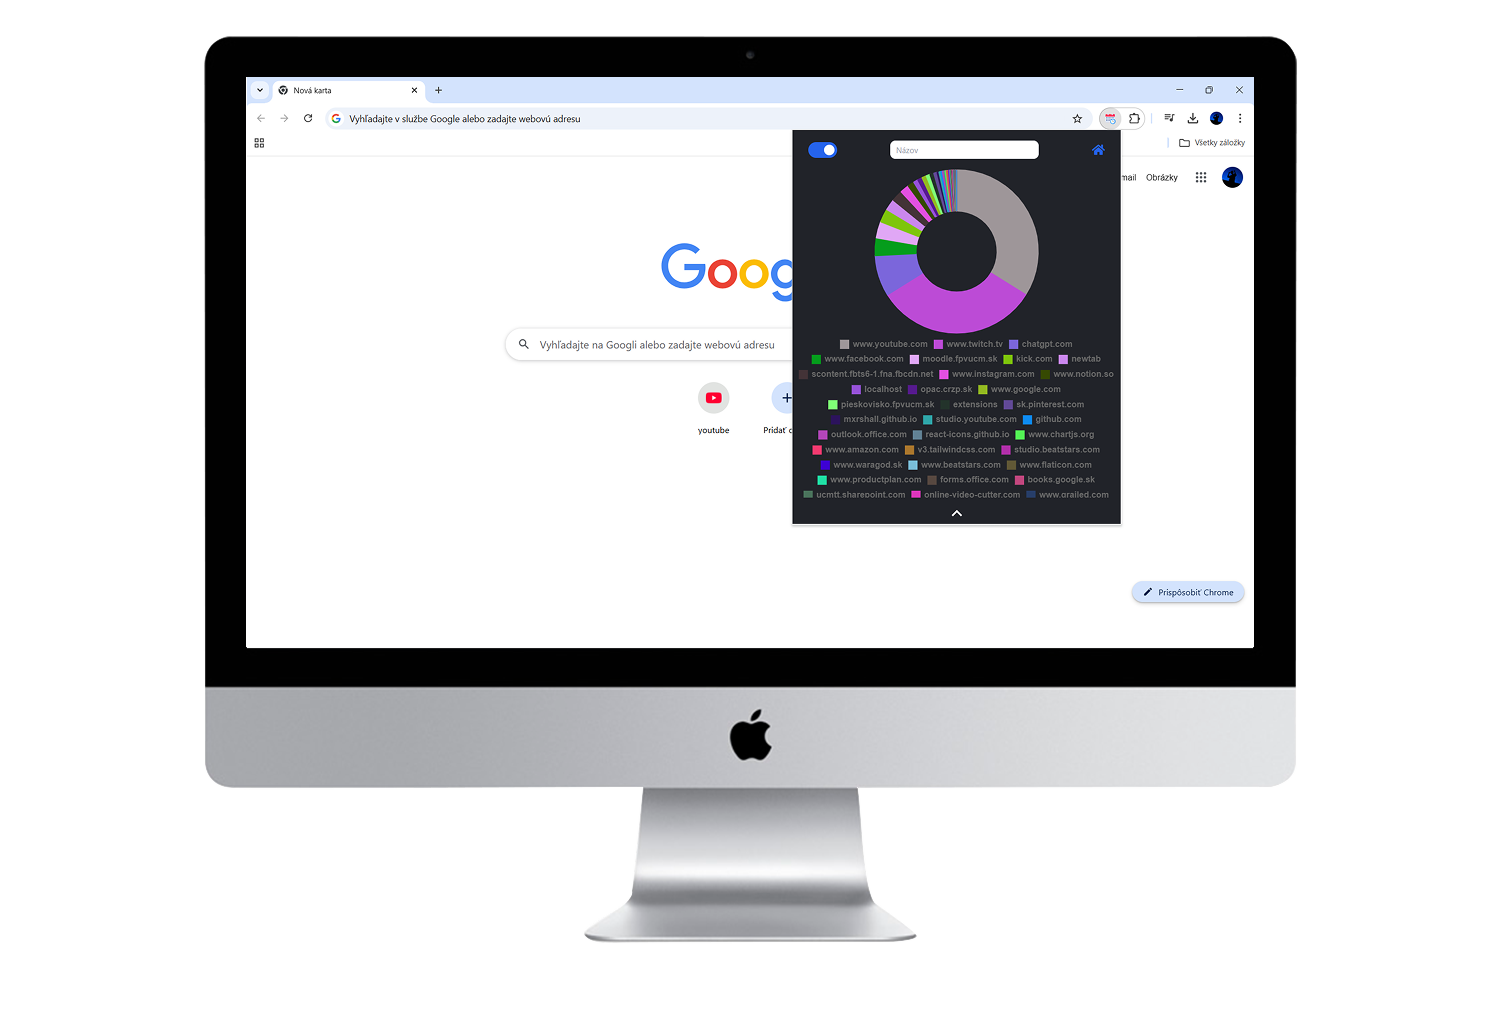 Nová karta
Vyhľadajte v službe Google alebo zadajte webovú adresu
Všetky záložky
Názov
mail Obrázky
Goog
www.youtube.com www.twitch.tv chatgpt.com
www.facebook.com moodle.fpvucm.sk kick.com newtab
scontent.fbts6-1.fna.fbcdn.net www.instagram.com www.notion.so
localhost opac.crzp.sk www.google.com
pieskovisko.fpvucm.sk extensions sk.pinterest.com
mxrshall.github.io studio.youtube.com github.com
outlook.office.com react-icons.github.io www.chartjs.org
www.amazon.com v3.tailwindcss.com studio.beatstars.com
www.waragod.sk www.beatstars.com www.flaticon.com
www.productplan.com forms.office.com books.google.sk
ucmtt.sharepoint.com online-video-cutter.com www.grailed.com
Vyhľadajte na Googli alebo zadajte webovú adresu
youtube
Pridať
Prispôsobiť Chrome